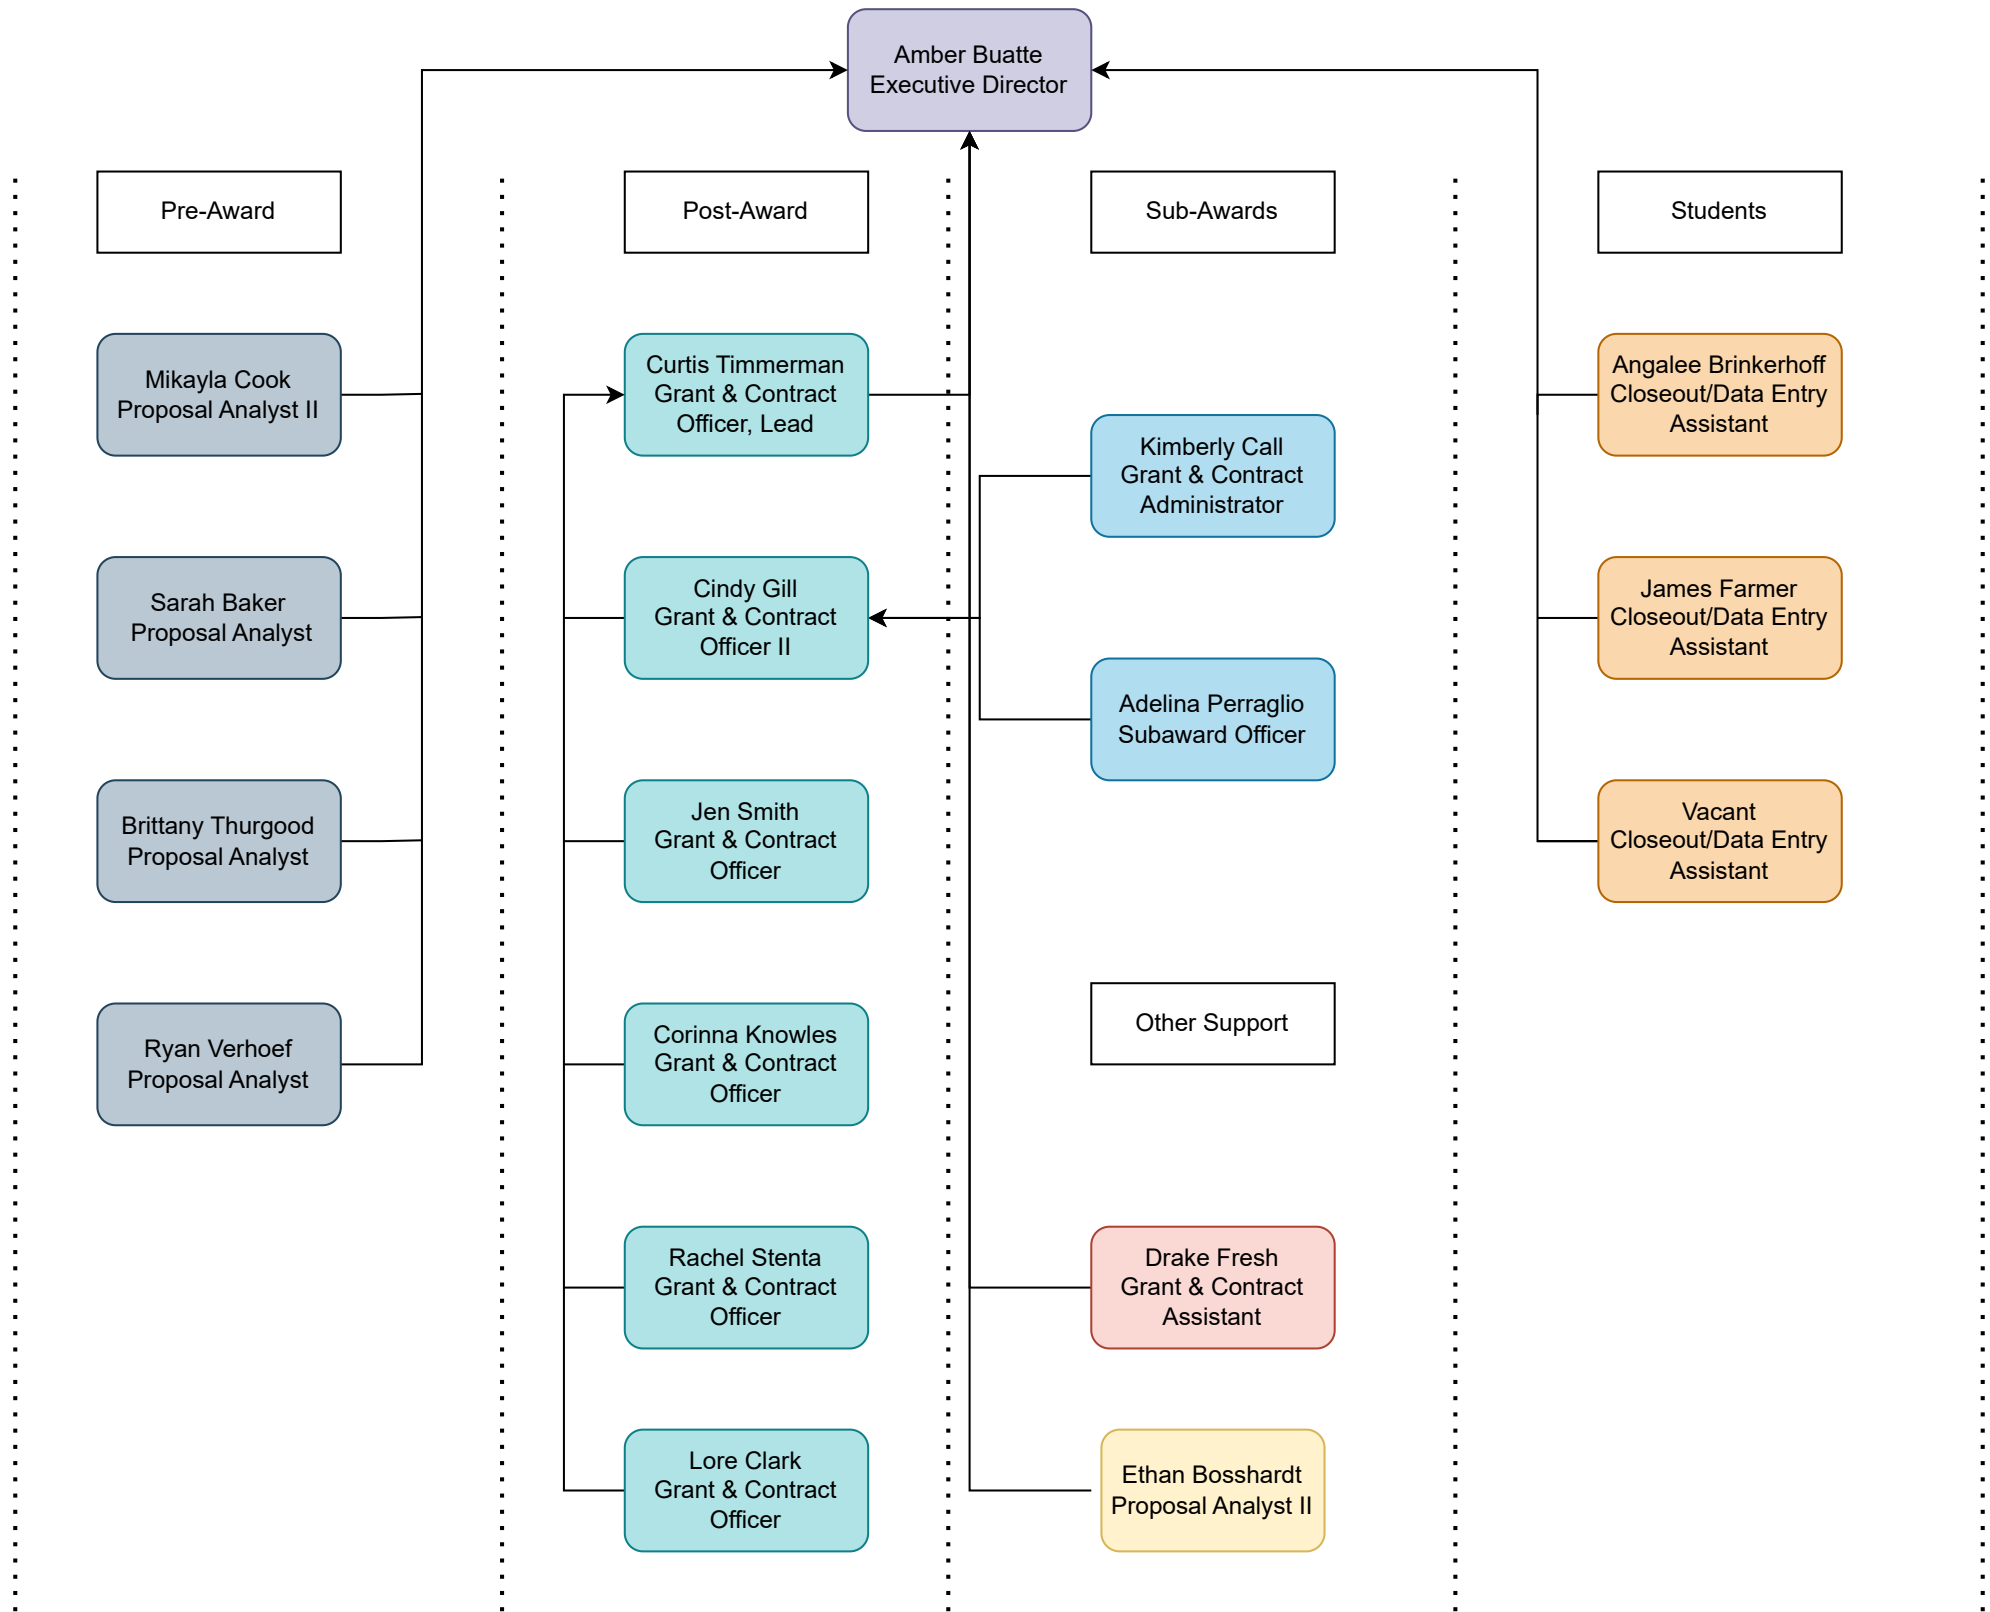 Amber Buatte
Executive Director
Pre-Award
Post-Award
Sub-Awards
Students
Mikayla Cook
Proposal Analyst II
Sarah Baker
Proposal Analyst
Brittany Thurgood
Proposal Analyst
Ryan Verhoef
Proposal Analyst
Curtis Timmerman
Grant & Contract
Officer, Lead
Cindy Gill
Grant & Contract
Officer II
Jen Smith
Grant & Contract
Officer
Corinna Knowles
Grant & Contract
Officer
Rachel Stenta
Grant & Contract
Officer
Lore Clark
Grant & Contract
Officer
Kimberly Call
Grant & Contract
Administrator
Adelina Perraglio
Subaward Officer
Other Support
Drake Fresh
Grant & Contract
Assistant
Ethan Bosshardt
Proposal Analyst II
Angalee Brinkerhoff
Closeout/Data Entry
Assistant
James Farmer
Closeout/Data Entry
Assistant
Vacant
Closeout/Data Entry
Assistant